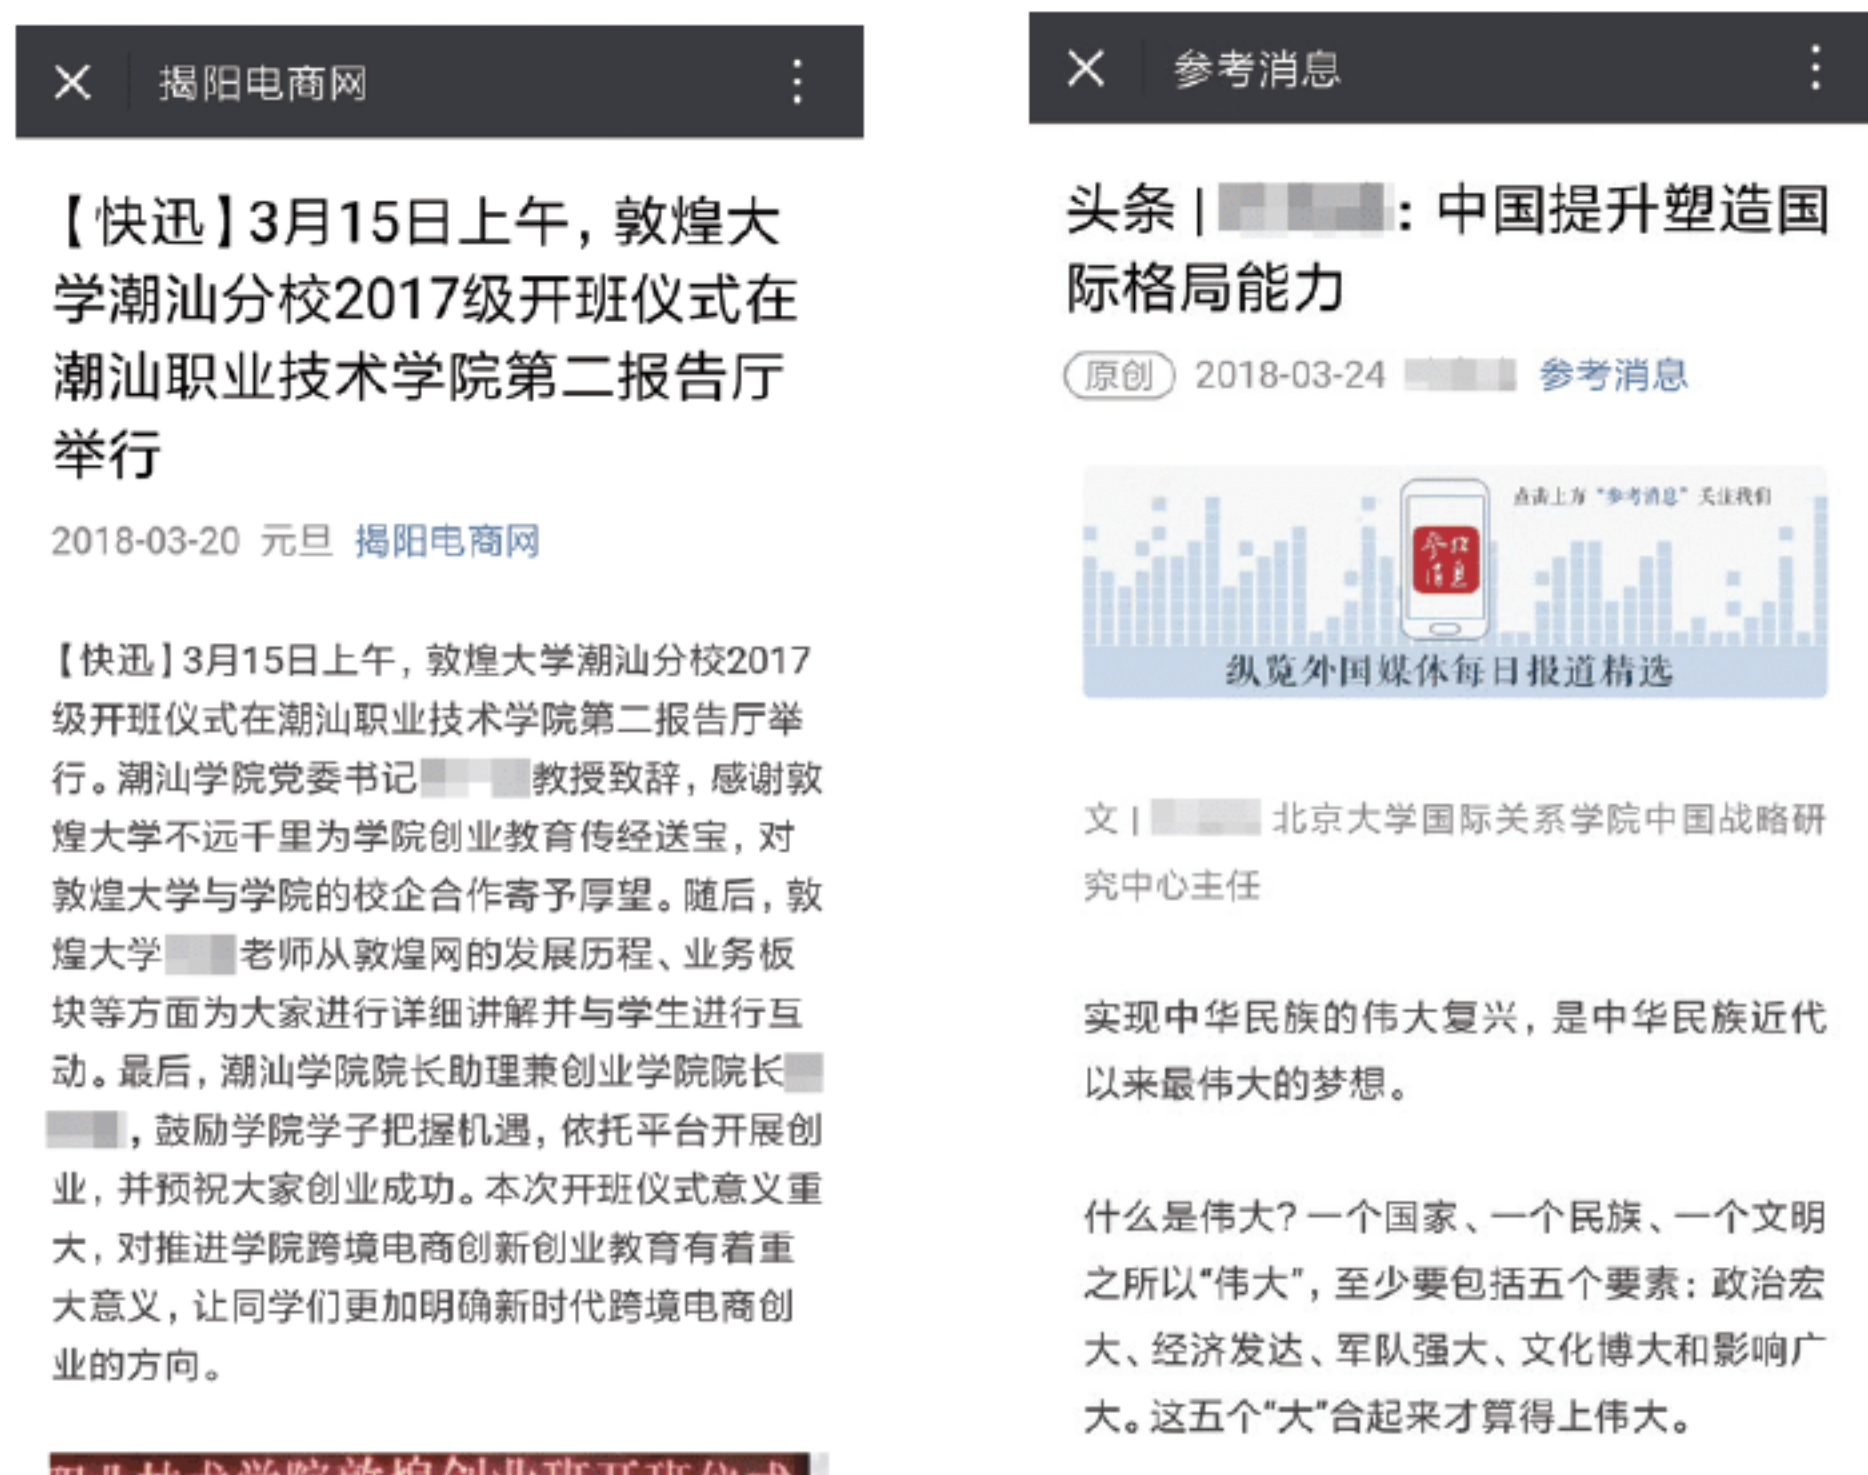 揭阳电商网
【快迅】3月15日上午，敦煌大
学潮汕分校2017级开班仪式在
潮汕职业技术学院第二报告厅
举行
2018-03-20 元旦 揭阳电商网
【快迅】3月15日上午，敦煌大学潮汕分校2017
级开班仪式在潮汕职业技术学院第二报告厅举
行。潮汕学院党委书记教授致辞，感谢敦
煌大学不远千里为学院创业教育传经送宝，对
敦煌大学与学院的校企合作寄予厚望。随后，敦
煌大学老师从敦煌网的发展历程、业务板
块等方面为大家进行详细讲解并与学生进行互
动。最后，潮汕学院院长助理兼创业学院院长
，鼓励学院学子把握机遇，依托平台开展创
业，并预祝大家创业成功。本次开班仪式意义重
大，对推进学院跨境电商创新创业教育有着重
大意义，让同学们更加明确新时代跨境电商创
业的方向。
职业技术学院敦煌创业班开班仪式
参考消息
头条 | ：中国提升塑造国
际格局能力
原创 2018-03-24 参考消息
点击上方“参考消息”关注我们
参考
消息
纵览外国媒体每日报道精选
文 | 北京大学国际关系学院中国战略研
究中心主任
实现中华民族的伟大复兴，是中华民族近代
以来最伟大的梦想。
什么是伟大？一个国家、一个民族、一个文明
之所以“伟大”，至少要包括五个要素：政治宏
大、经济发达、军队强大、文化博大和影响广
大。这五个“大”合起来才算得上伟大。